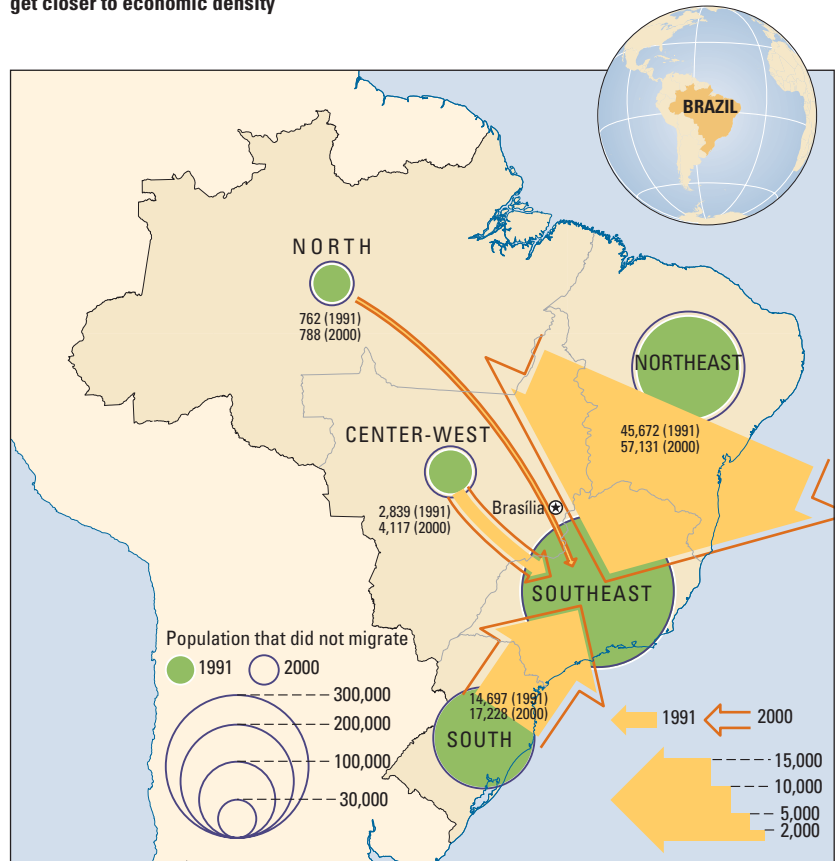 get closer to economic density
BRAZIL
NORTH
762 (1991)
788 (2000)
NORTHEAST
45,672 (1991)
57,131 (2000)
CENTER-WEST
2,839 (1991)
4,117 (2000)
Brasília
SOUTHEAST
Population that did not migrate
1991
2000
300,000
200,000
100,000
30,000
14,697 (1991)
17,228 (2000)
SOUTH
1991
2000
15,000
10,000
5,000
2,000